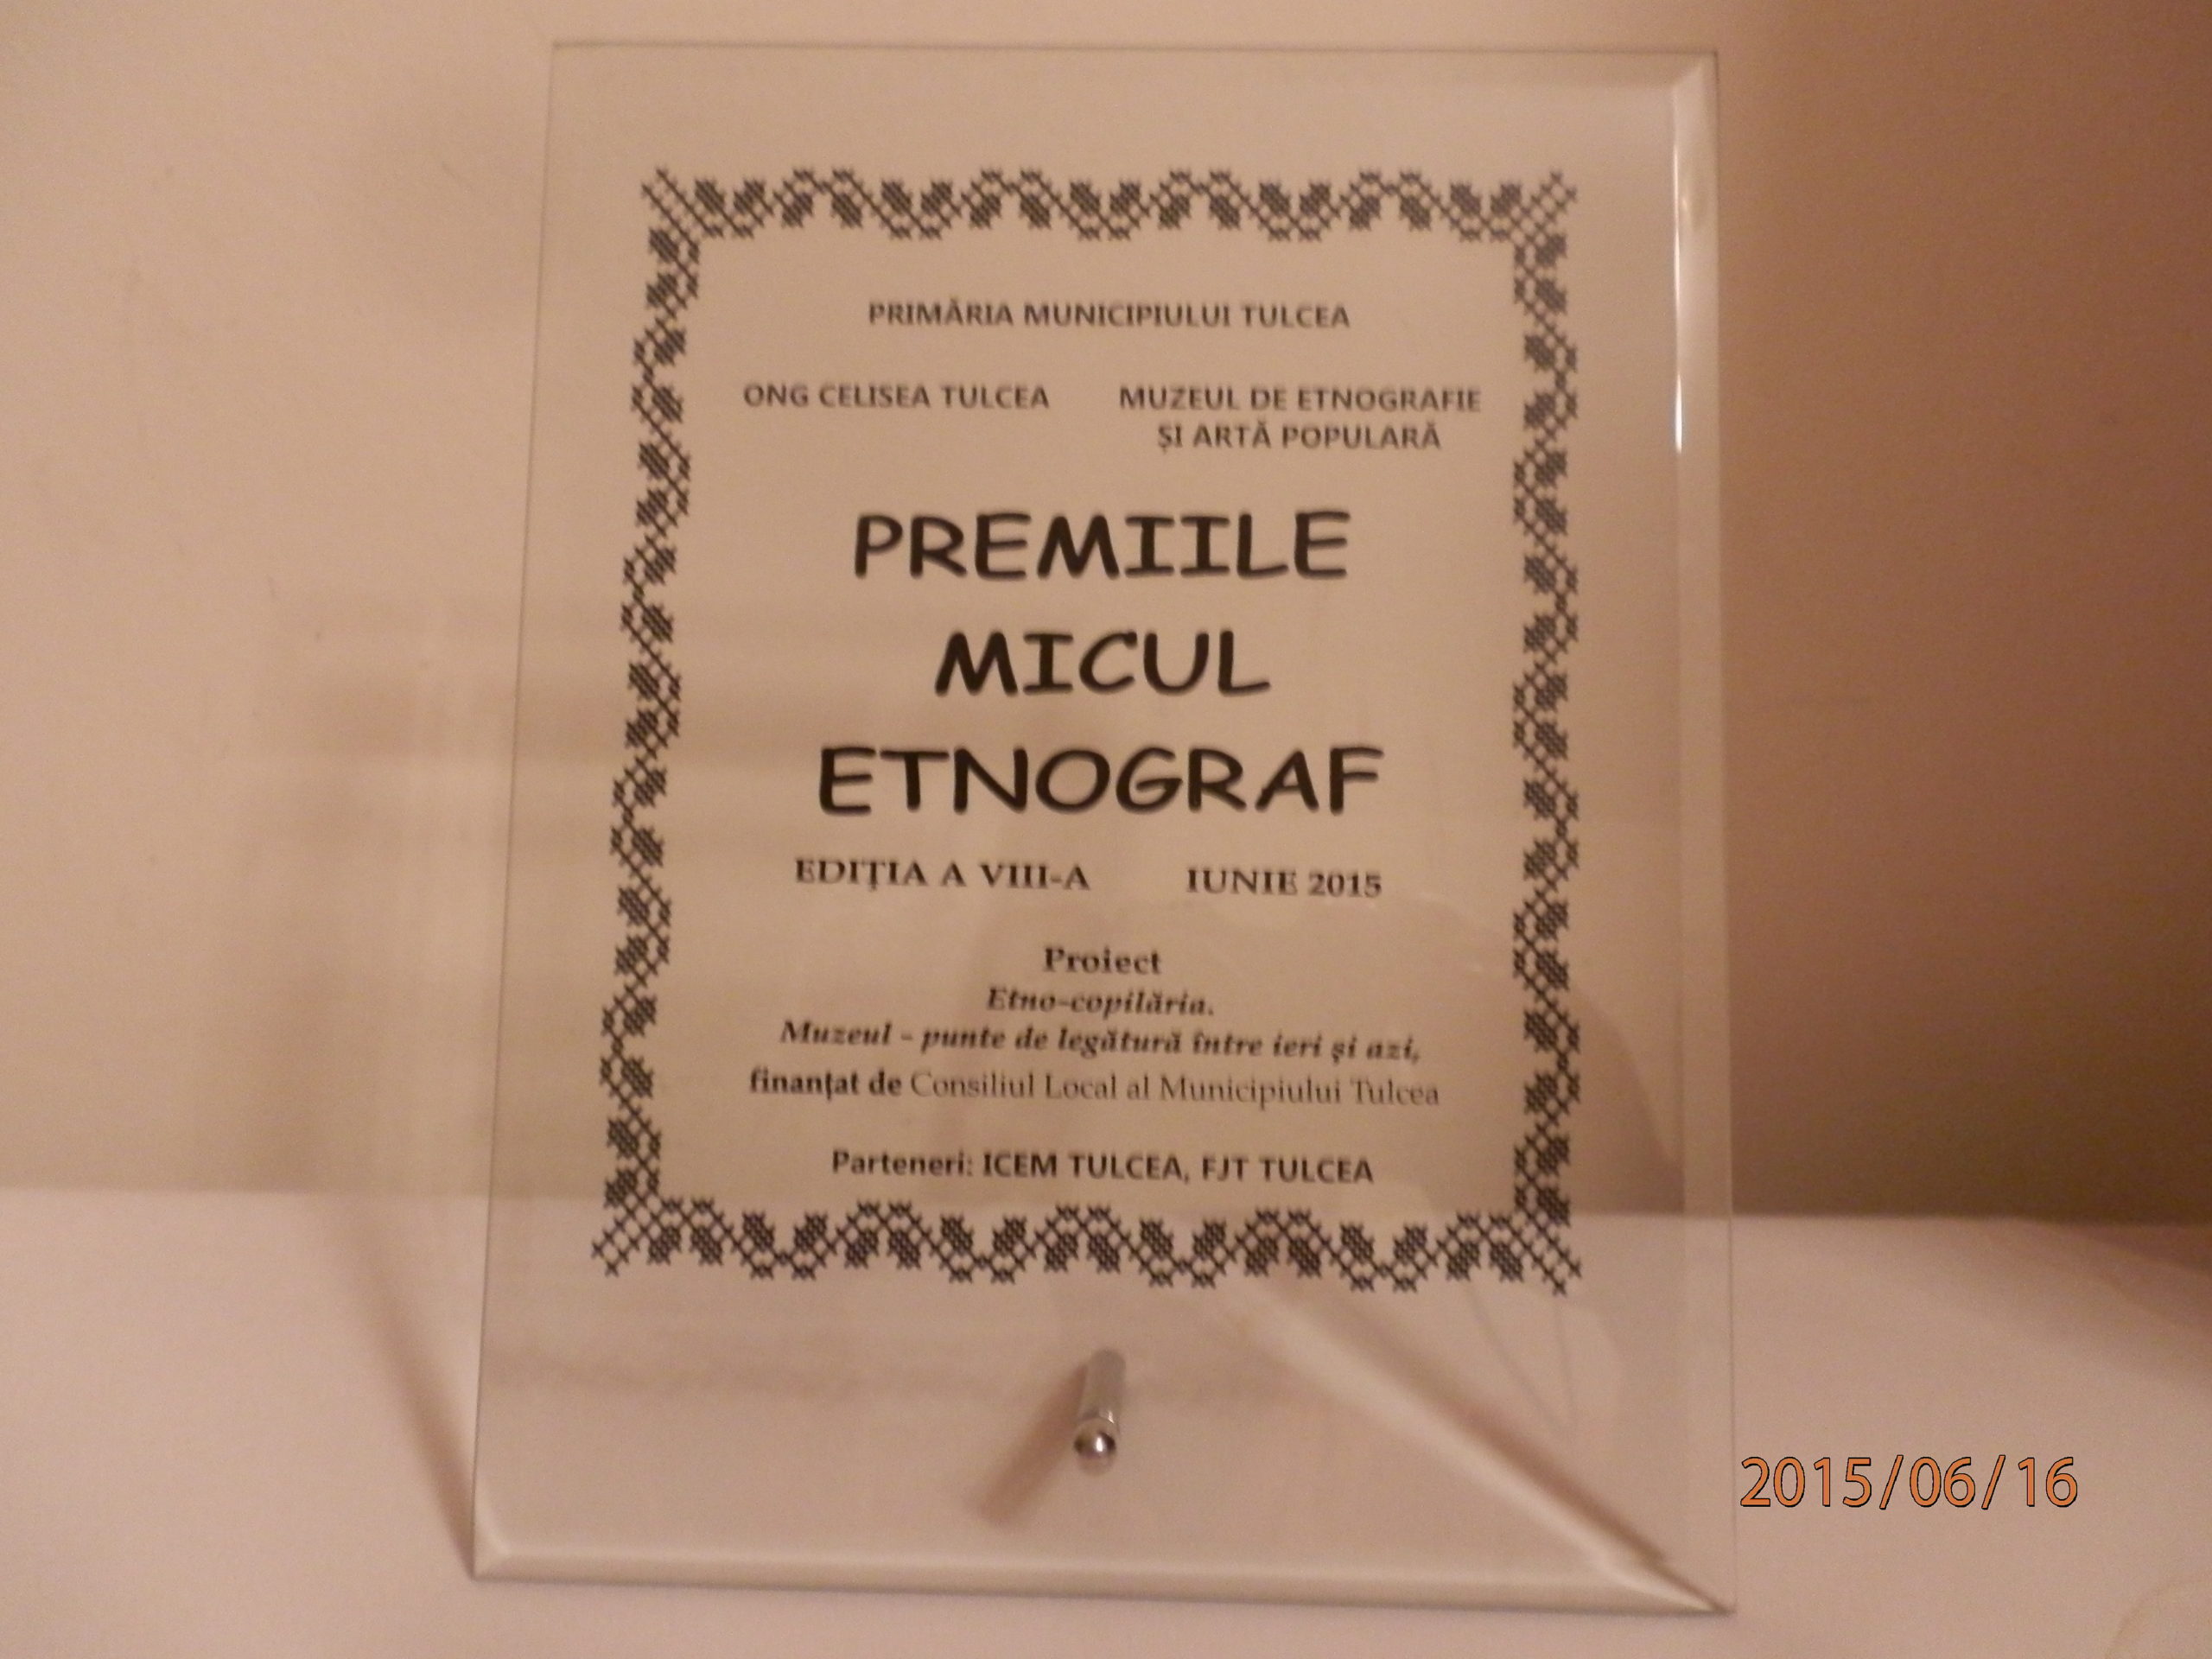 PRIMĂRIA MUNICIPIULUI TULCEA
ONG CELISEA TULCEA
MUZEUL DE ETNOGRAFIE
ȘI ARTĂ POPULARĂ
PREMIILE
MICUL
ETNOGRAF
EDIȚIA A VIII-A IUNIE 2015
Proiect
Etno-copilăria.
Muzeul - punte de legătură între ieri și azi,
finanțat de Consiliul Local al Municipiului Tulcea
Parteneri: ICEM TULCEA, FJT TULCEA
2015/06/16